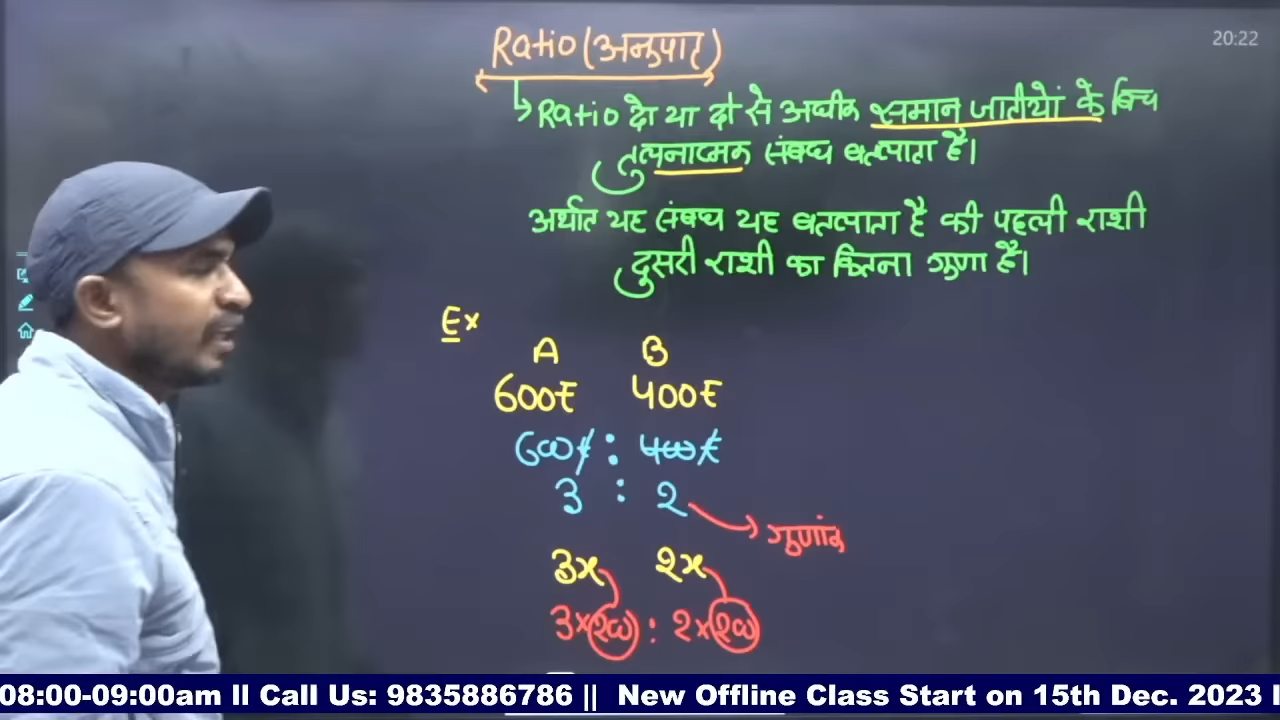 20:22
Ratio (अनुपात)
Ratio दो या दो से अधीक समान जातीयों के बिच
तुलनात्मक संबंध बतलाता है।
अर्थात यह संबंध यह बतलाता है की पहली राशी
दुसरी राशी का कितना गुणा है।
Ex
A B
600₹ 400₹
600₹ : 400₹
3 : 2
गुणांक
3x 2x
3×200 : 2×200
08:00-09:00am II Call Us: 9835886786 || New Offline Class Start on 15th Dec. 2023